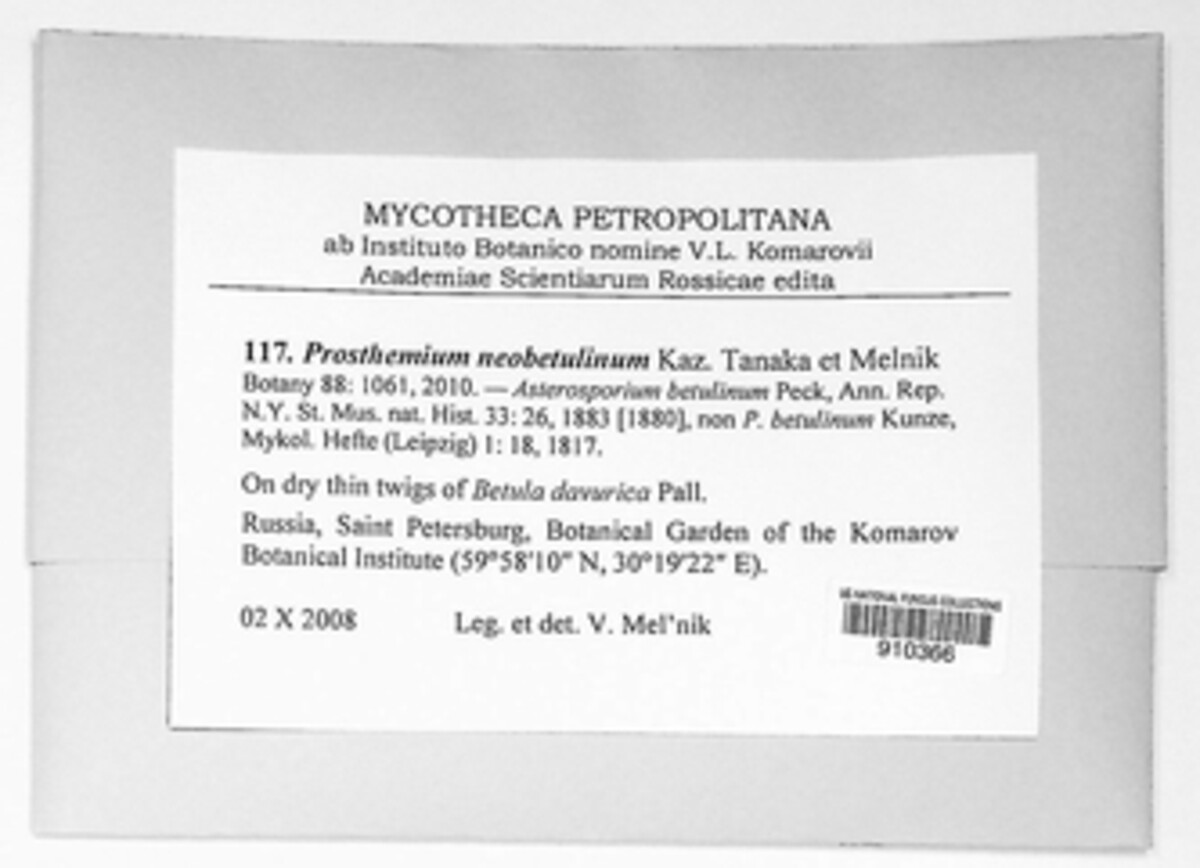 MYCOTHECA PETROPOLITANA
ab Instituto Botanico nomine V.L. Komarovii
Academiae Scientiarum Rossicae edita
117. Prosthemium neobetulinum Kaz. Tanaka et Melnik
Botany 88: 1061, 2010. — Asterosporium betulinum Peck, Ann. Rep.
N.Y. St. Mus. nat. Hist. 33: 26, 1883 [1880], non P. betulinum Kunze,
Mykol. Hefte (Leipzig) 1: 18, 1817.
On dry thin twigs of Betula davurica Pall.
Russia, Saint Petersburg, Botanical Garden of the Komarov
Botanical Institute (59°58'10" N, 30°19'22" E).
02 X 2008 Leg. et det. V. Mel'nik
US NATIONAL FUNGUS COLLECTIONS
910366